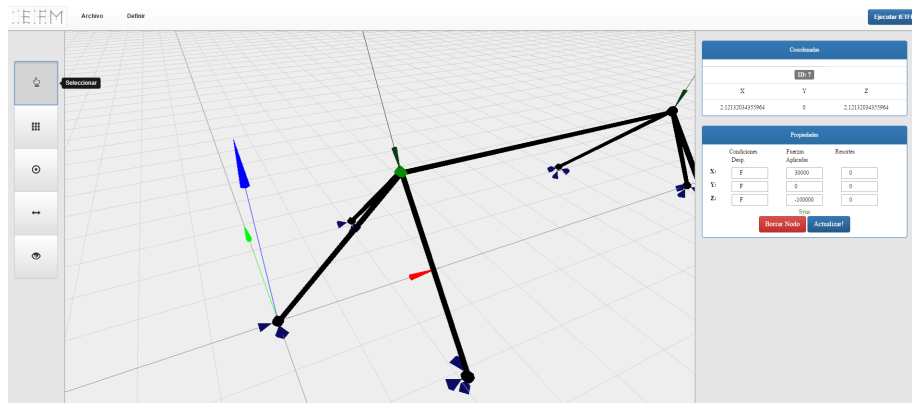 IEFM
Archivo
Definir
Ejecutar IETFEM
Seleccionar
Coordenadas
ID: 7
X Y Z
2.12132034355964 0 2.12132034355964
Propiedades
Condiciones Desp. Fuerzas Aplicadas Resortes
X: F 30000 0
Y: F 0 0
Z: F -100000 0
Sync
Borrar Nodo Actualizar!